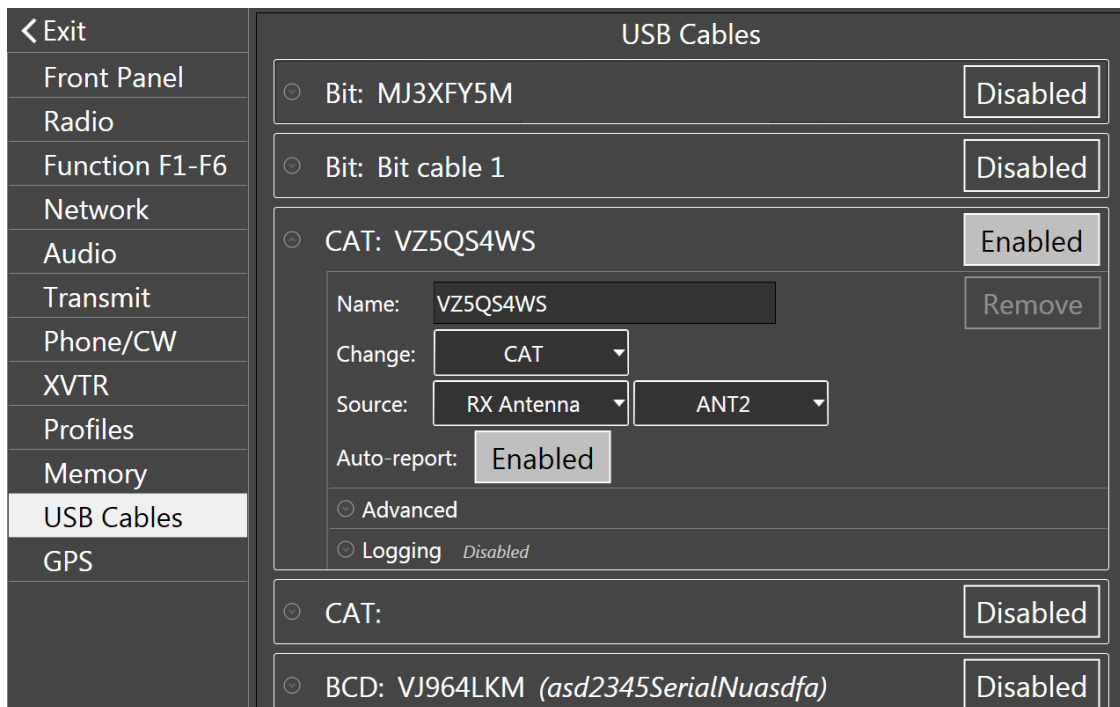 Exit
Front Panel
Radio
Function F1-F6
Network
Audio
Transmit
Phone/CW
XVTR
Profiles
Memory
USB Cables
GPS
USB Cables
Bit: MJ3XFY5M Disabled
Bit: Bit cable 1 Disabled
CAT: VZ5QS4WS Enabled
Name: VZ5QS4WS Remove
Change: CAT
Source: RX Antenna ANT2
Auto-report: Enabled
Advanced
Logging Disabled
CAT: Disabled
BCD: VJ964LKM (asd2345SerialNuasdfa) Disabled